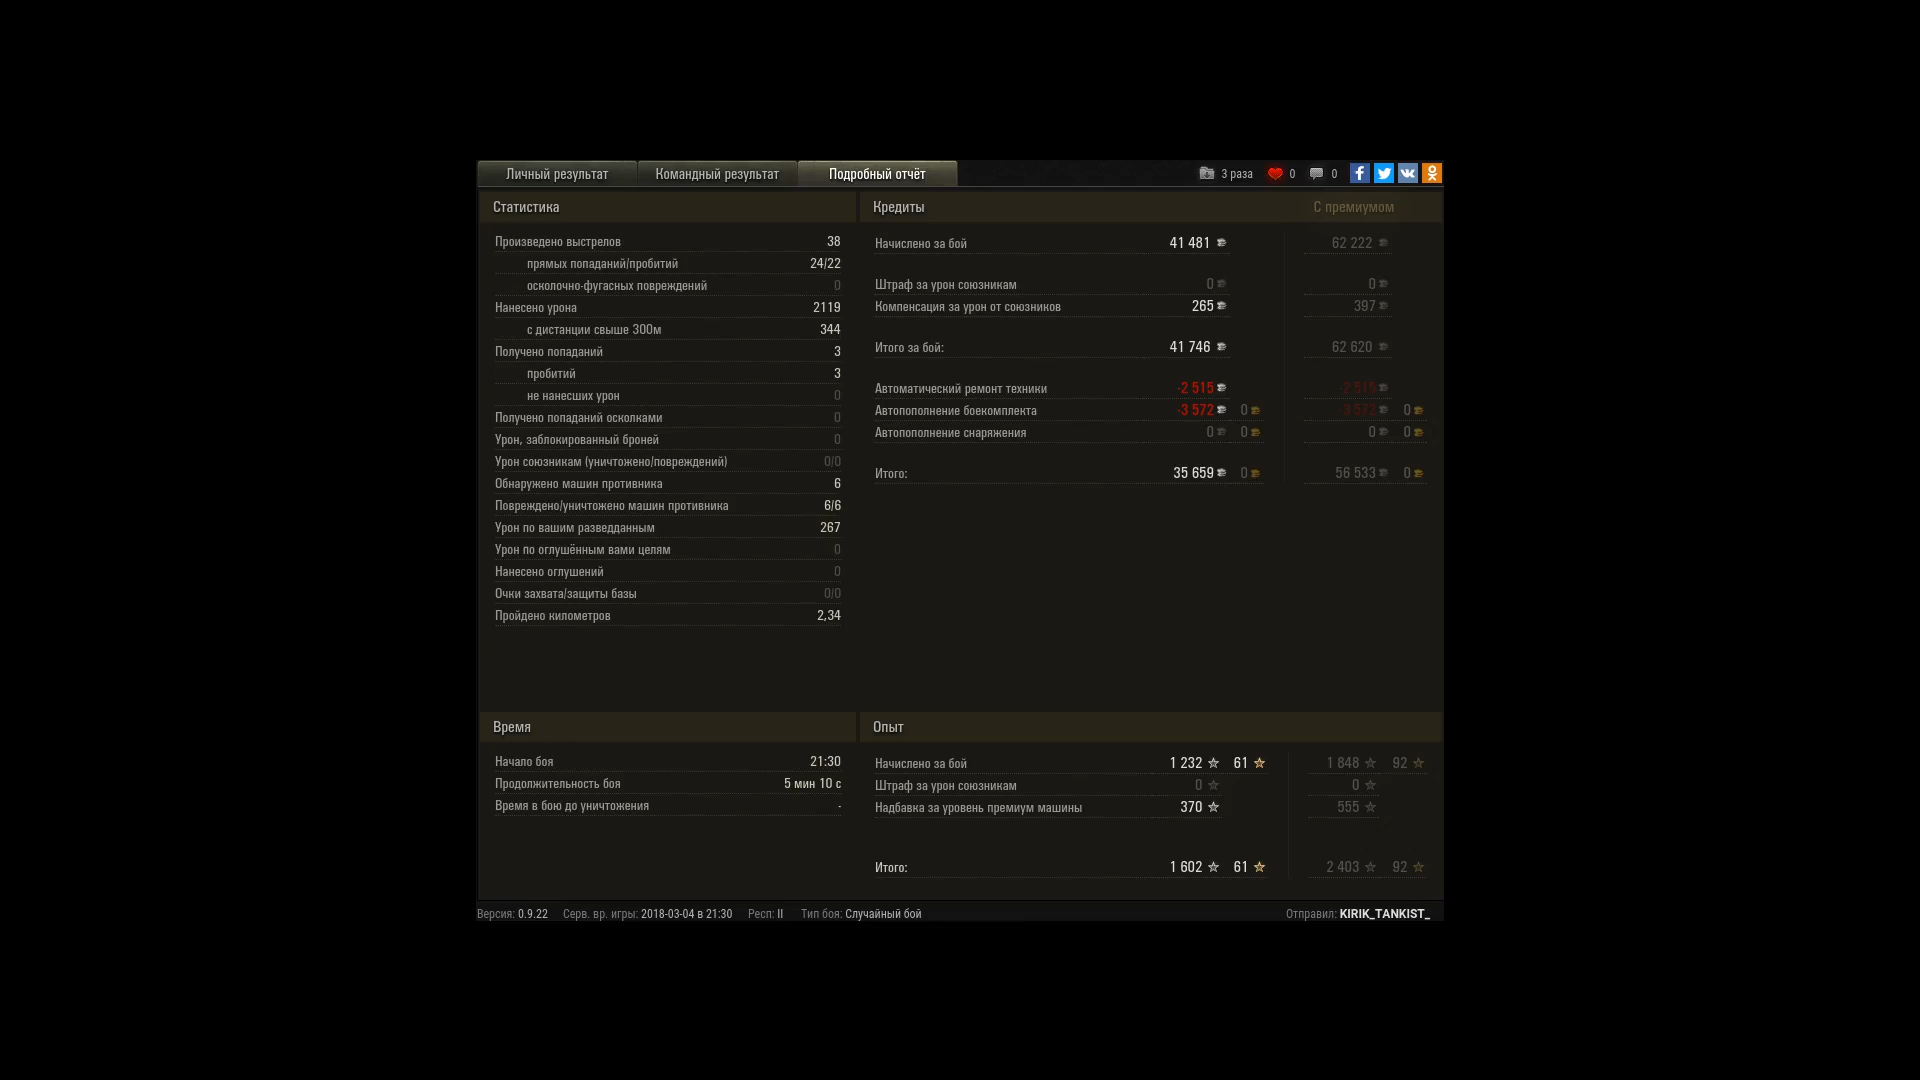 Личный результат Командный результат Подробный отчёт 3 раза 0 0
Статистика
Произведено выстрелов 38
прямых попаданий/пробитий 24/22
осколочно-фугасных повреждений 0
Нанесено урона 2119
с дистанции свыше 300м 344
Получено попаданий 3
пробитий 3
не нанесших урон 0
Получено попаданий осколками 0
Урон, заблокированный броней 0
Урон союзникам (уничтожено/повреждений) 0/0
Обнаружено машин противника 6
Повреждено/уничтожено машин противника 6/6
Урон по вашим разведданным 267
Урон по оглушённым вами целям 0
Нанесено оглушений 0
Очки захвата/защиты базы 0/0
Пройдено километров 2,34
Кредиты С премиумом
Начислено за бой 41 481 62 222
Штраф за урон союзникам 0 0
Компенсация за урон от союзников 265 397
Итого за бой: 41 746 62 620
Автоматический ремонт техники -2 515 -2 515
Автопополнение боекомплекта -3 572 0 -3 572 0
Автопополнение снаряжения 0 0 0 0
Итого: 35 659 0 56 533 0
Время
Начало боя 21:30
Продолжительность боя 5 мин 10 с
Время в бою до уничтожения -
Опыт
Начислено за бой 1 232 61 1 848 92
Штраф за урон союзникам 0 0
Надбавка за уровень премиум машины 370 555
Итого: 1 602 61 2 403 92
Версия: 0.9.22 Серв. вр. игры: 2018-03-04 в 21:30 Респ: II Тип боя: Случайный бой Отправил: KIRIK_TANKIST_